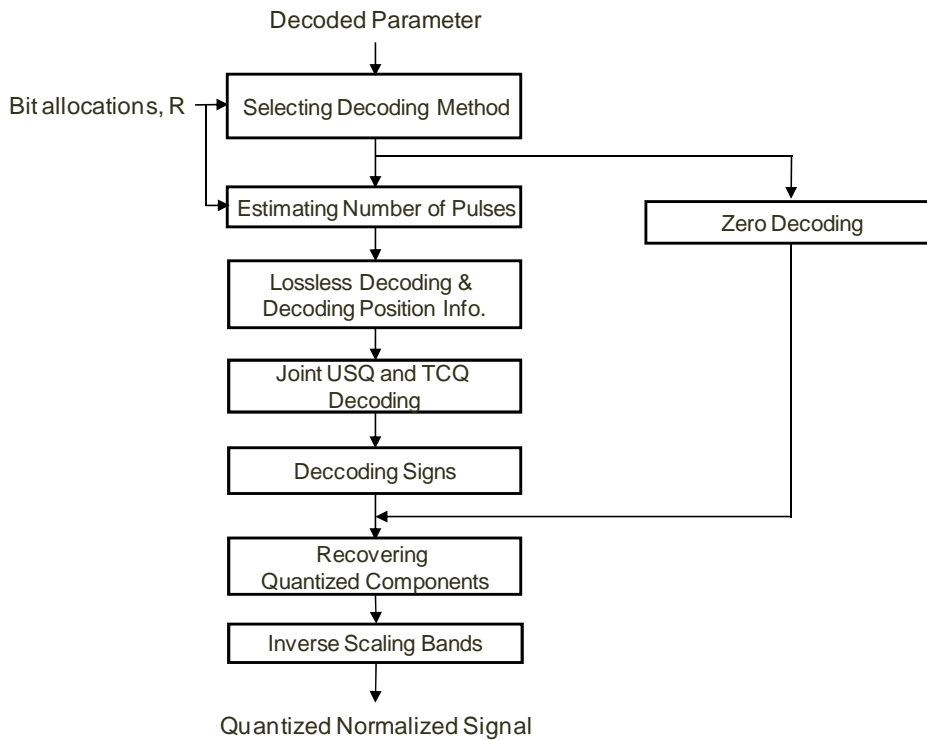 Decoded Parameter
Bit allocations, R
Selecting Decoding Method
Estimating Number of Pulses
Zero Decoding
Lossless Decoding &
Decoding Position Info.
Joint USQ and TCQ
Decoding
Deccoding Signs
Recovering
Quantized Components
Inverse Scaling Bands
Quantized Normalized Signal